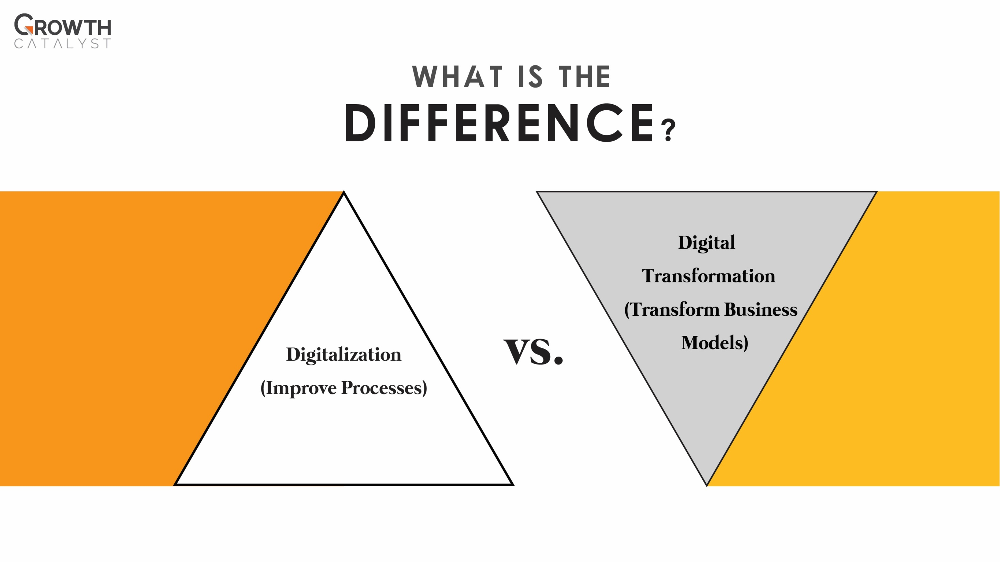 GROWTH
CATALYST
WHAT IS THE
DIFFERENCE?
Digitalization
(Improve Processes)
vs.
Digital
Transformation
(Transform Business
Models)